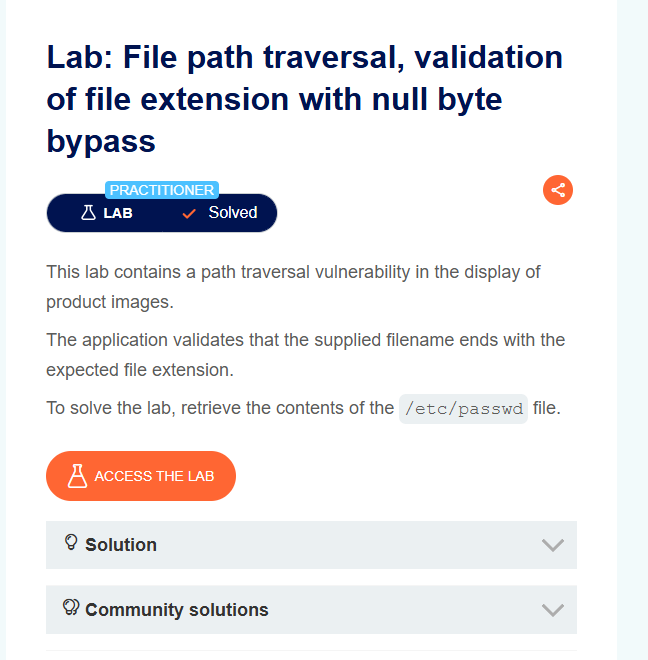 Lab: File path traversal, validation
of file extension with null byte
bypass
PRACTITIONER
LAB
Solved
This lab contains a path traversal vulnerability in the display of
product images.
The application validates that the supplied filename ends with the
expected file extension.
To solve the lab, retrieve the contents of the /etc/passwd file.
ACCESS THE LAB
Solution
Community solutions